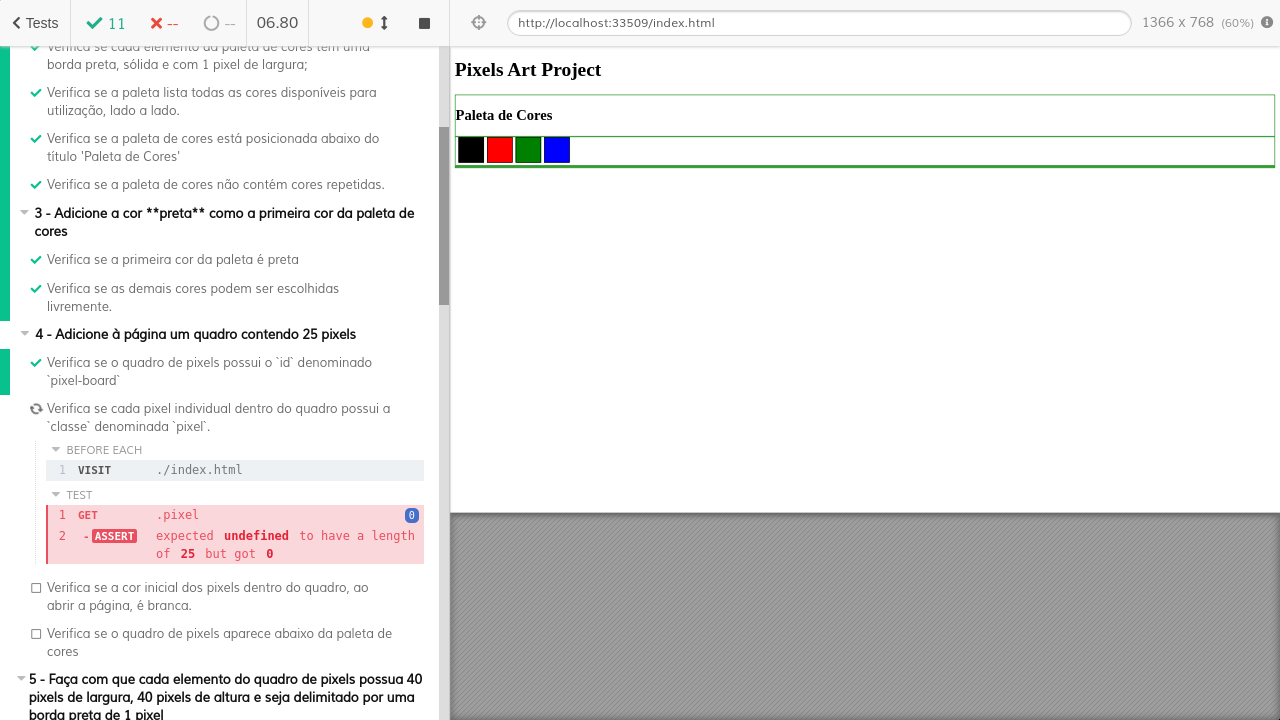 Tests
11
--
--
06.80
http://localhost:33509/index.html
1366 x 768 (60%)
Verifica se cada elemento da paleta de cores tem uma
borda preta, sólida e com 1 pixel de largura;
Verifica se a paleta lista todas as cores disponíveis para
utilização, lado a lado.
Verifica se a paleta de cores está posicionada abaixo do
título 'Paleta de Cores'
Verifica se a paleta de cores não contém cores repetidas.
3 - Adicione a cor **preta** como a primeira cor da paleta de
cores
Verifica se a primeira cor da paleta é preta
Verifica se as demais cores podem ser escolhidas
livremente.
4 - Adicione à página um quadro contendo 25 pixels
Verifica se o quadro de pixels possui o `id` denominado
`pixel-board`
Verifica se cada pixel individual dentro do quadro possui a
`classe` denominada `pixel`.
BEFORE EACH
1 VISIT ./index.html
TEST
1 GET .pixel 0
2 -ASSERT expected undefined to have a length
of 25 but got 0
Verifica se a cor inicial dos pixels dentro do quadro, ao
abrir a página, é branca.
Verifica se o quadro de pixels aparece abaixo da paleta de
cores
5 - Faça com que cada elemento do quadro de pixels possua 40
pixels de largura, 40 pixels de altura e seja delimitado por uma
borda preta de 1 pixel
Pixels Art Project
Paleta de Cores